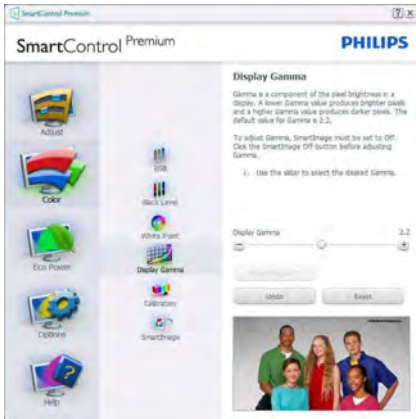 SmartControl Premium
SmartControl Premium
PHILIPS
Adjust
Color
Eco Power
Options
Help
RGB
Black Level
White Point
Display Gamma
Calibration
SmartImage
Display Gamma
Gamma is a component of the pixel brightness in a
display. A lower Gamma value produces brighter pixels
and a higher Gamma value produces darker pixels. The
default value for Gamma is 2.2.
To adjust Gamma, SmartImage must be set to Off.
Click the SmartImage Off button before adjusting
Gamma.
1. Use the slider to select the desired Gamma.
Display Gamma 2.2
Undo
Reset